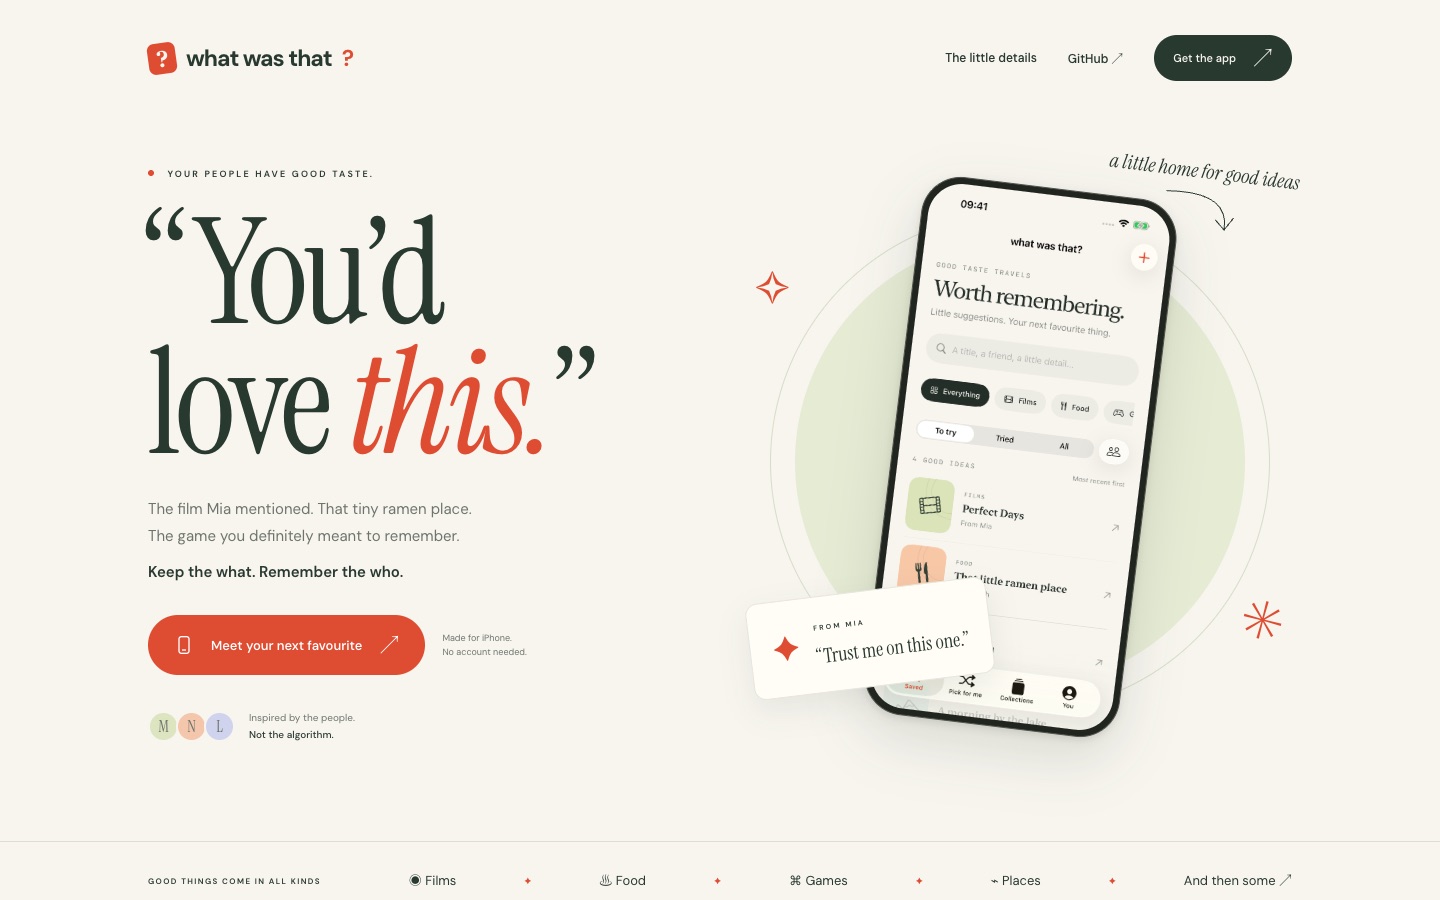 ? what was that ?
The little details
GitHub ↗
Get the app ↗
YOUR PEOPLE HAVE GOOD TASTE.
“You’d
love this.”
The film Mia mentioned. That tiny ramen place.
The game you definitely meant to remember.
Keep the what. Remember the who.
Meet your next favourite ↗
Made for iPhone.
No account needed.
M N L
Inspired by the people.
Not the algorithm.
a little home for good ideas
09:41
what was that?
GOOD TASTE TRAVELS
Worth remembering.
Little suggestions. Your next favourite thing.
A title, a friend, a little detail...
Everything
Films
Food
G
To try
Tried
All
4 GOOD IDEAS
Most recent first
FILMS
Perfect Days
From Mia
FOOD
That little ramen place
FROM MIA
“Trust me on this one.”
Saved
Pick for me
Collections
You
A morning by the lake
GOOD THINGS COME IN ALL KINDS
Films
Food
⌘ Games
Places
And then some ↗